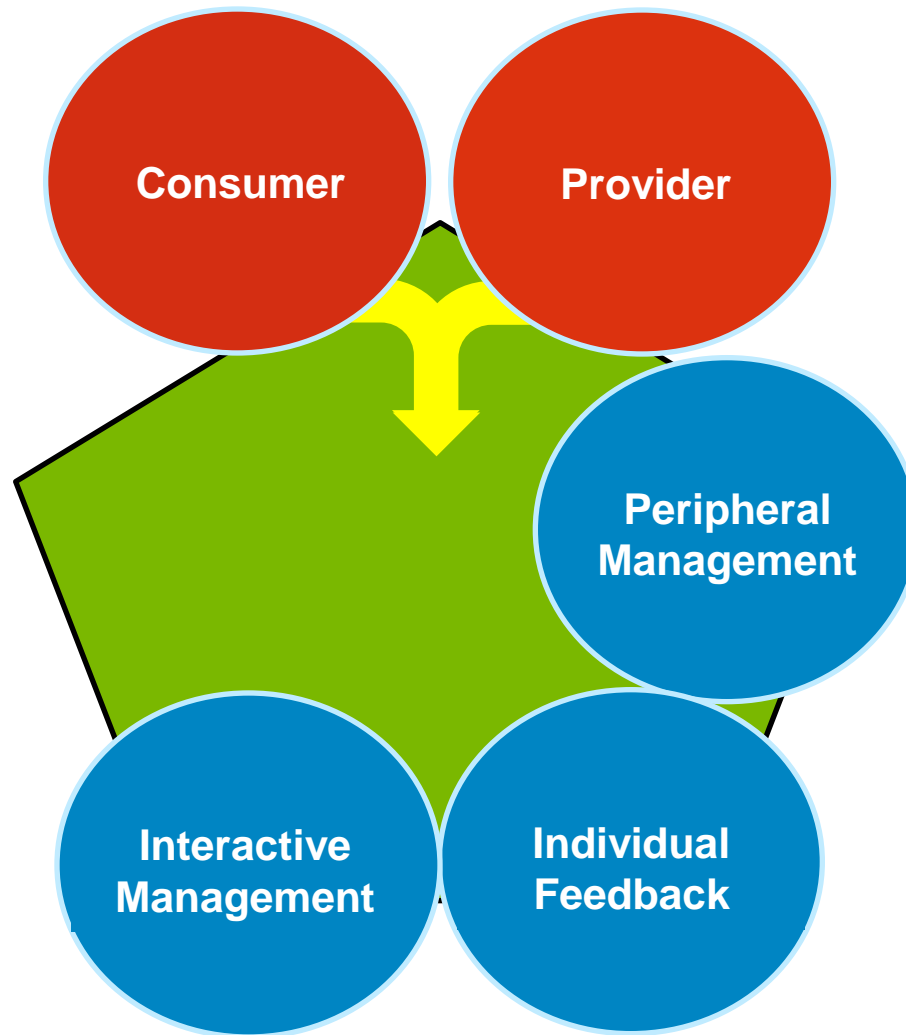 Consumer
Provider
Peripheral
Management
Interactive
Management
Individual
Feedback